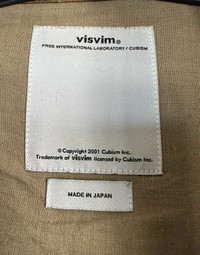 visvim®
FREE INTERNATIONAL LABORATORY / CUBISM
© Copyright 2001 Cubism Inc.
Trademark of visvim licensed by Cubism Inc.
MADE IN JAPAN